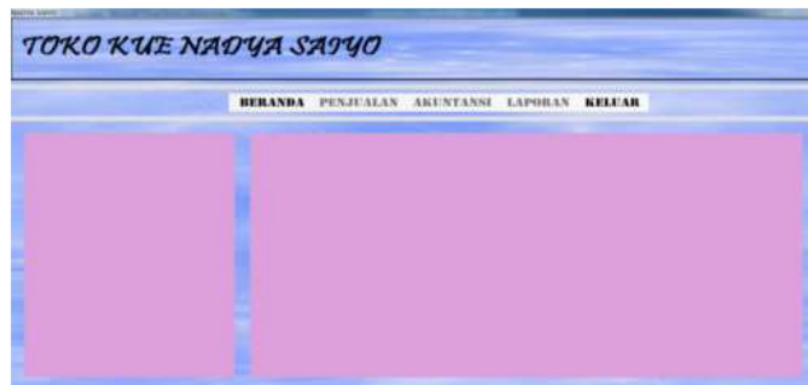 TOKO KUE NADYA SAIYO
BERANDA PENJUALAN AKUNTANSI LAPORAN KELUAR